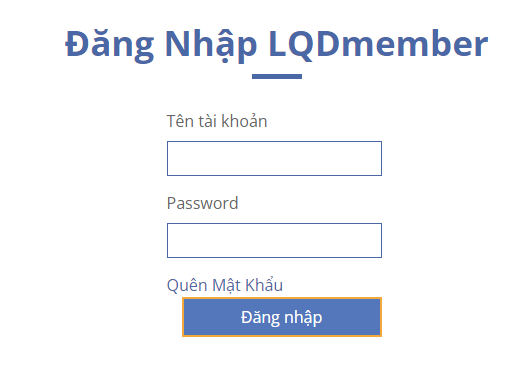 Đăng Nhập LQDmember
Tên tài khoản
Password
Quên Mật Khẩu
Đăng nhập